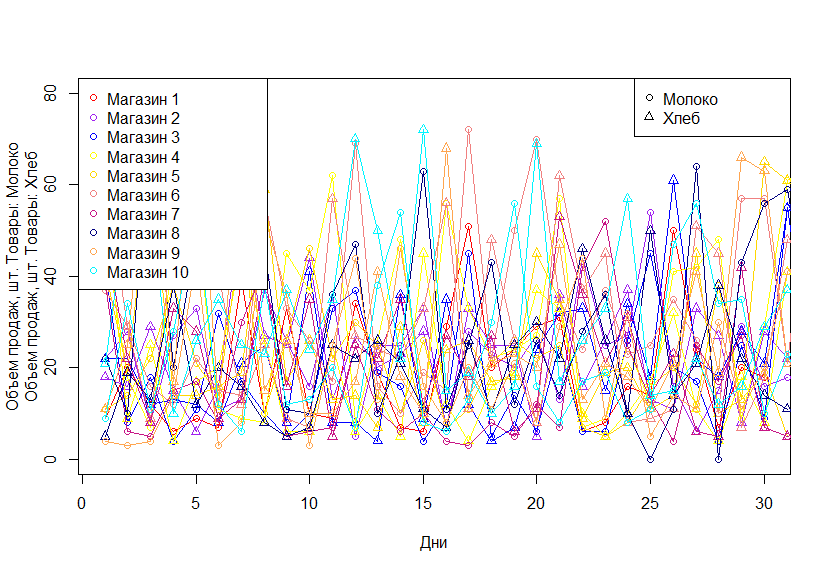 Объем продаж, шт. Товары: Молоко
Объем продаж, шт. Товары: Хлеб
80
60
40
20
0
Магазин 1
Магазин 2
Магазин 3
Магазин 4
Магазин 5
Магазин 6
Магазин 7
Магазин 8
Магазин 9
Магазин 10
Молоко
Хлеб
0 5 10 15 20 25 30
Дни